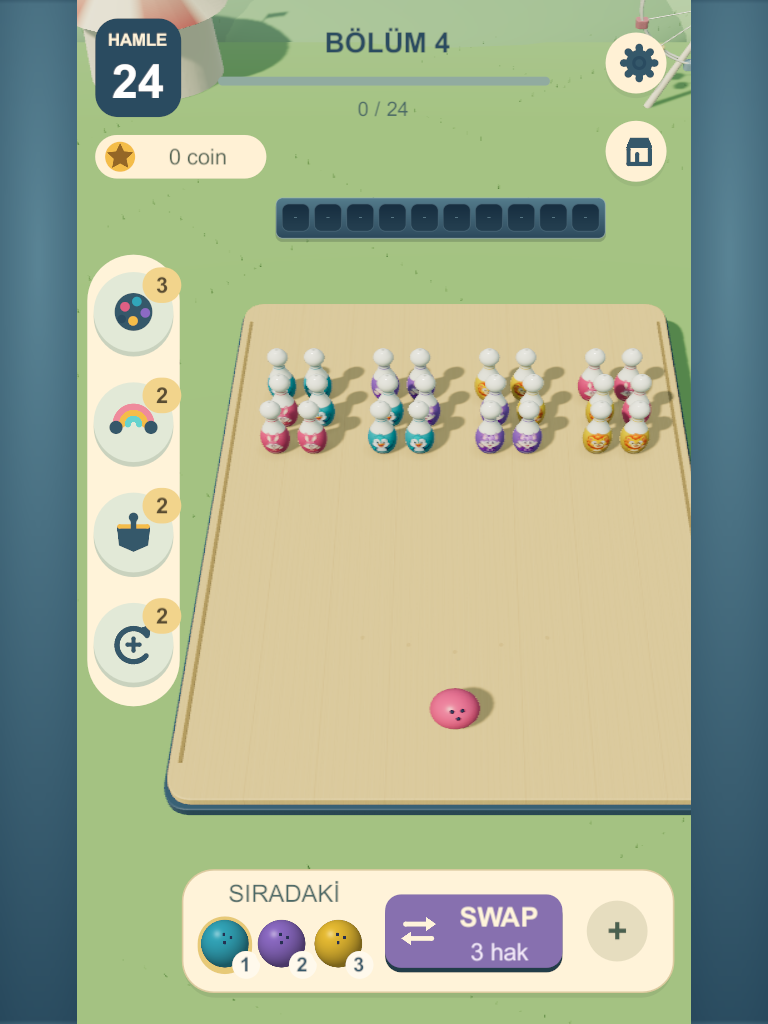 HAMLE
24
BÖLÜM 4
0 / 24
0 coin
- - - - - - - - - -
3
2
2
2
SIRADAKİ
1 2 3
SWAP
3 hak
+